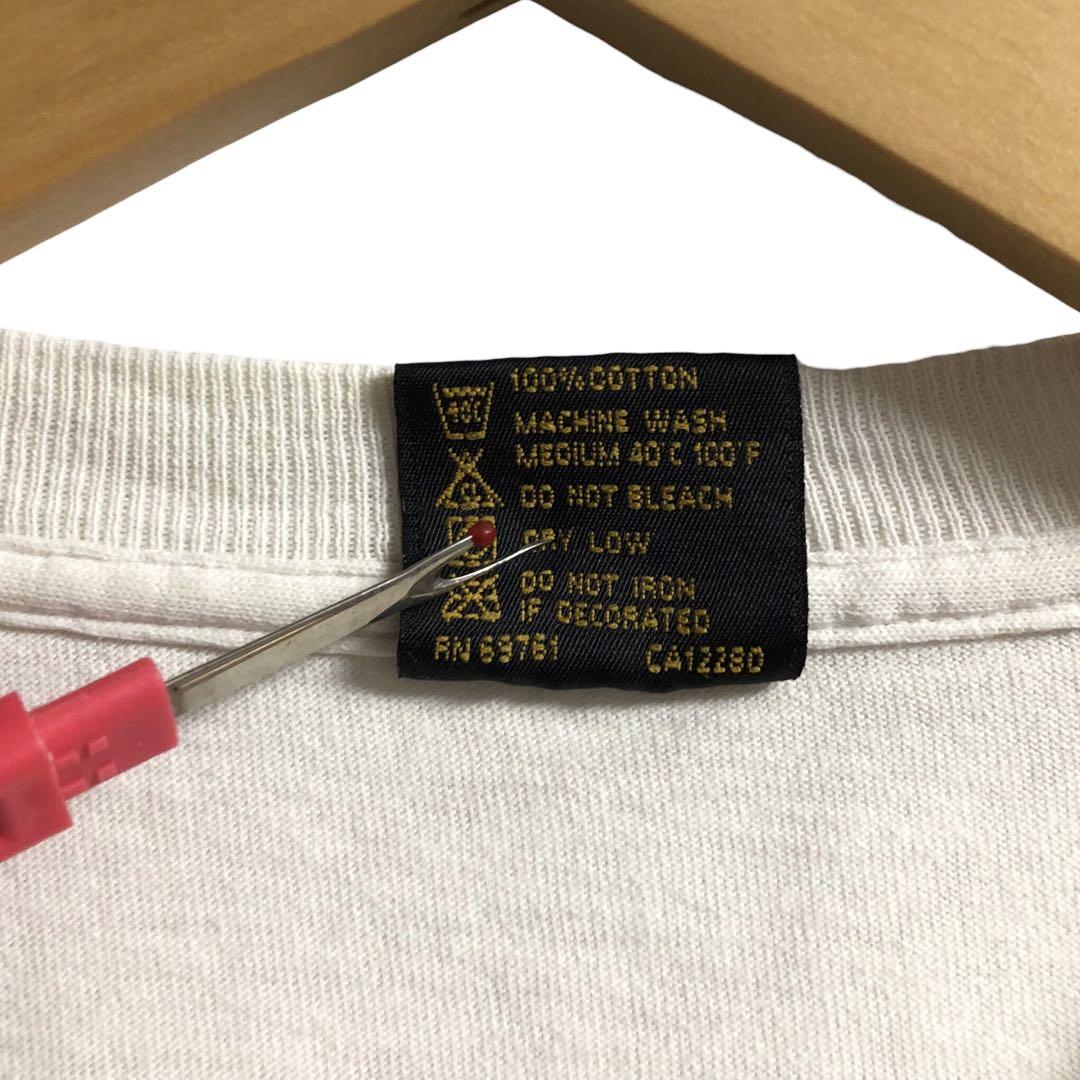 100% COTTON
MACHINE WASH
MEDIUM 40°C 100°F
DO NOT BLEACH
DRY LOW
DO NOT IRON
IF DECORATED
RN 69761 CA12280